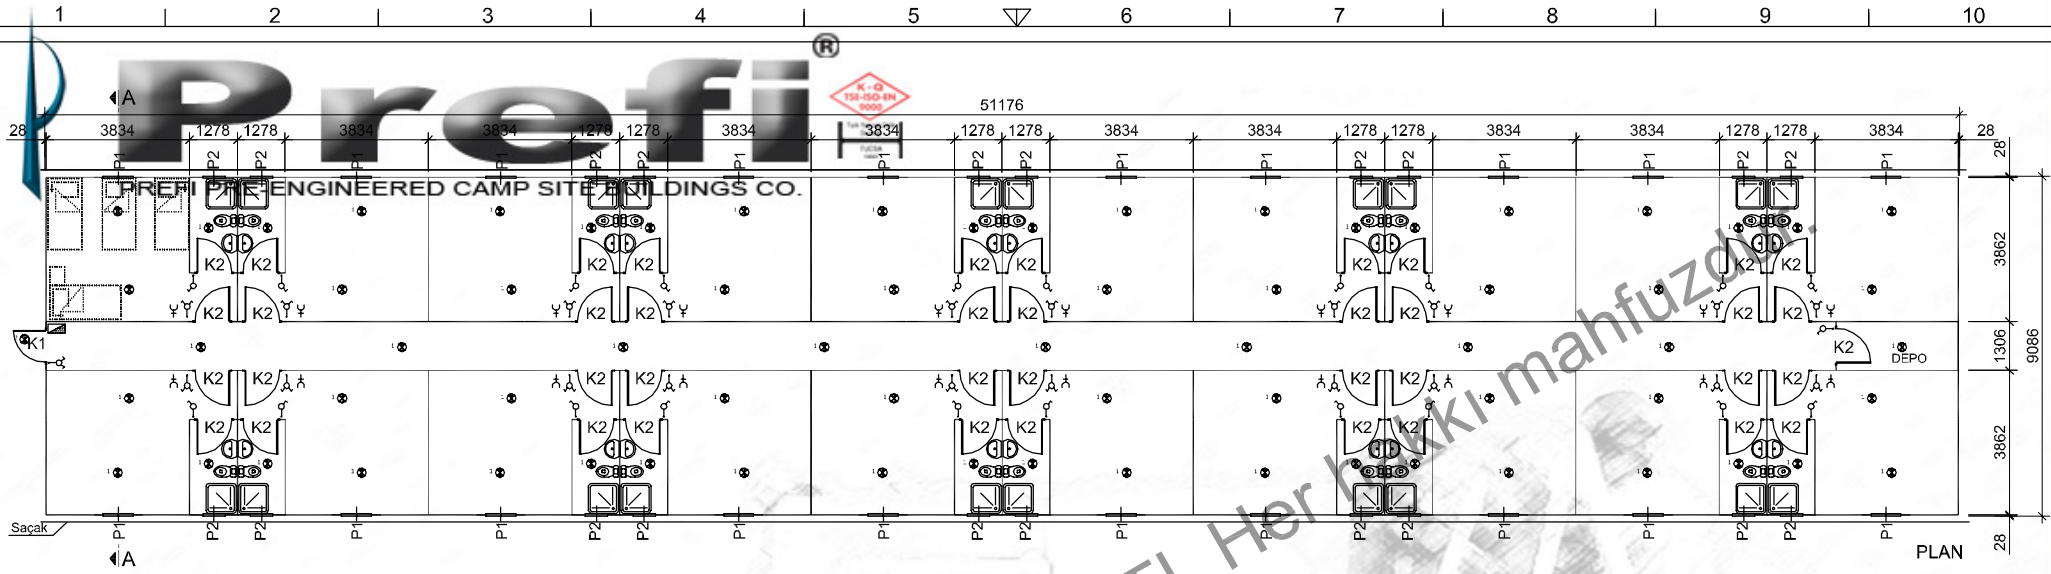 1 2 3 4 5 6 7 8 9 10
Prefi ®
K-Q
TSE-ISO-EN
9000
TUCSA
A
51176
28 3834 1278 1278 3834 3834 1278 1278 3834 3834 1278 1278 3834 3834 1278 1278 3834 3834 1278 1278 3834 28
P1 P2 P2 P1 P1 P2 P2 P1 P1 P2 P2 P1 P1 P2 P2 P1 P1 P2 P2 P1
28
PREFI PRE-ENGINEERED CAMP SITE BUILDINGS CO.
K2 K2 K2 K2 K2 K2 K2 K2 K2 K2
3862
K2 K2 K2 K2 K2 K2 K2 K2 K2 K2
K1 K2 DEPO
1306
9086
K2 K2 K2 K2 K2 K2 K2 K2 K2 K2
K2 K2 K2 K2 K2 K2 K2 K2 K2 K2
3862
Saçak
P1 P2 P2 P1 P1 P2 P2 P1 P1 P2 P2 P1 P1 P2 P2 P1 P1 P2 P2 P1
28
A
PLAN
Her hakkı mahfuzdur.